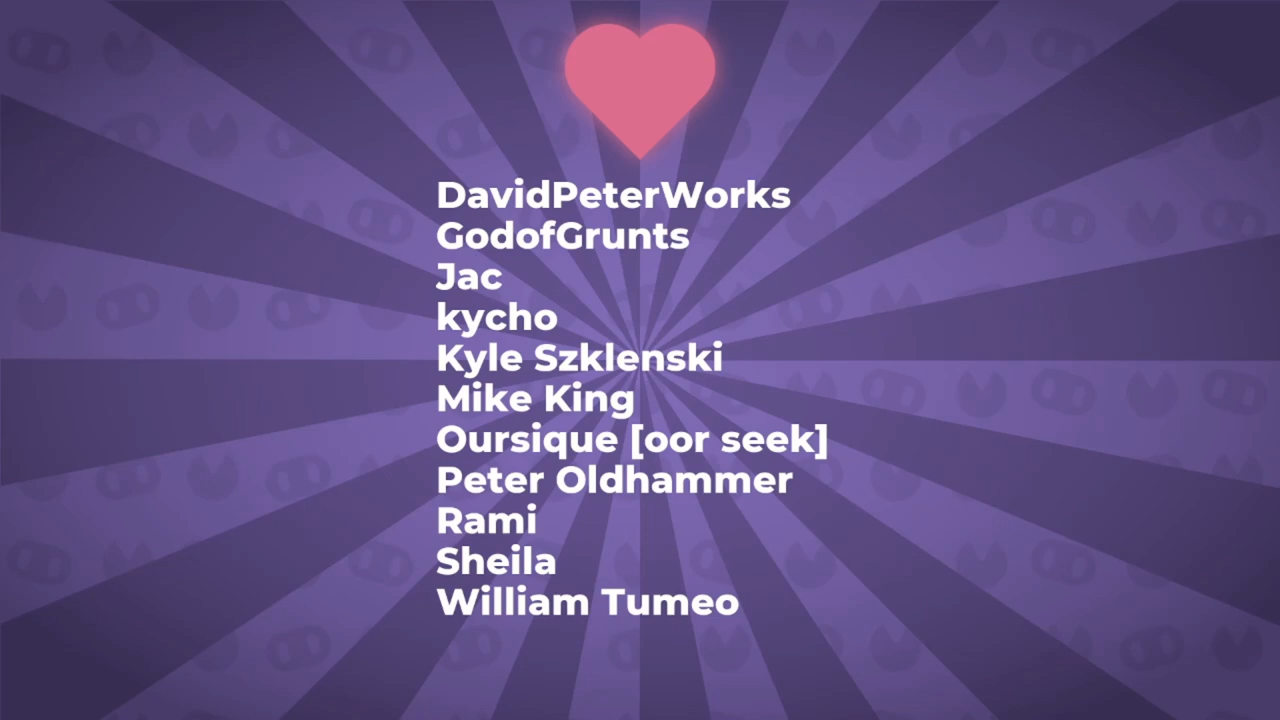 DavidPeterWorks
GodofGrunts
Jac
kycho
Kyle Szklenski
Mike King
Oursique [oor seek]
Peter Oldhammer
Rami
Sheila
William Tumeo